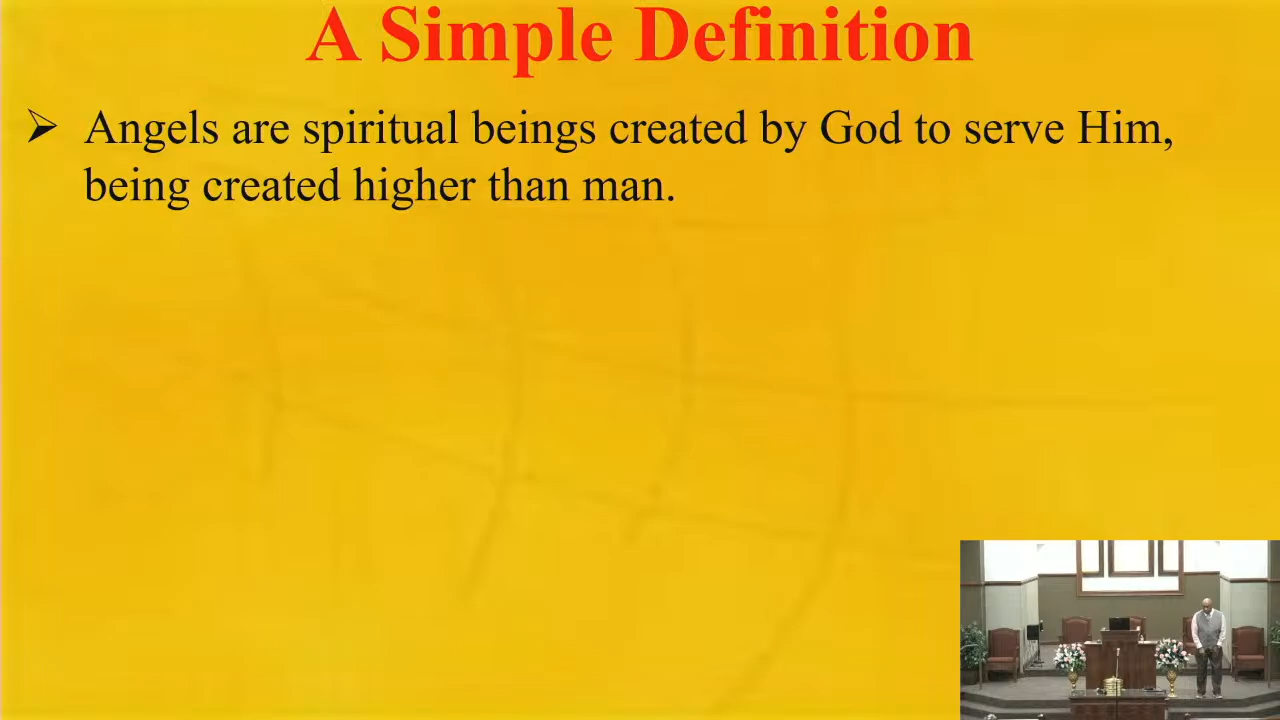 A Simple Definition
➢ Angels are spiritual beings created by God to serve Him,
being created higher than man.